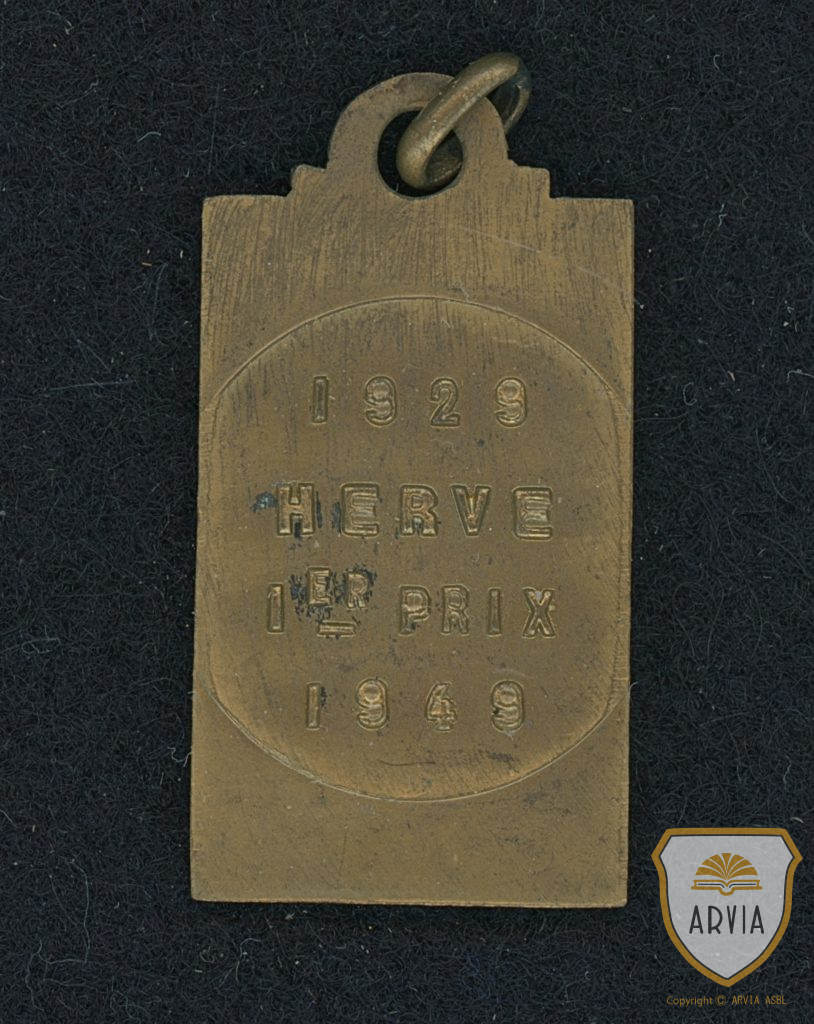 1929
HERVE
1ER PRIX
1949
ARVIA
Copyright © ARVIA ASBL